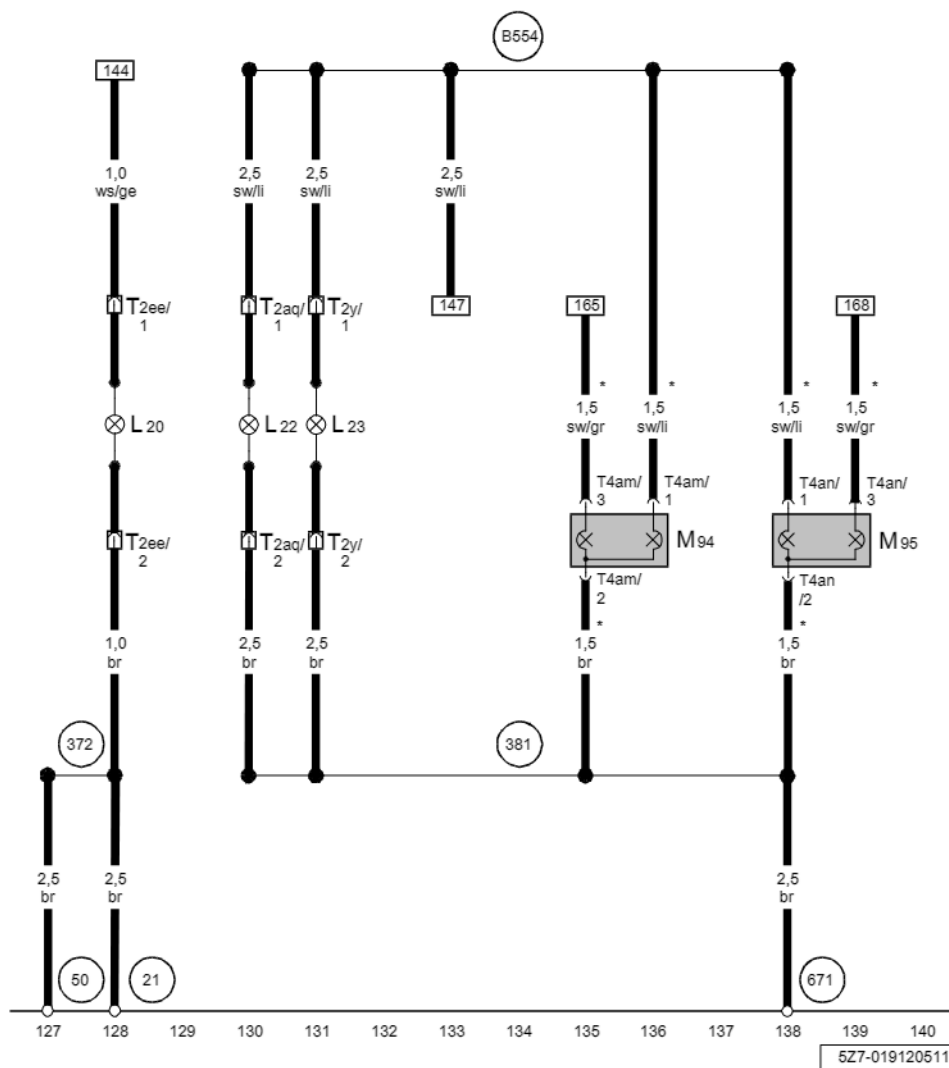 B554
144
1,0
ws/ge
2,5
sw/li
2,5
sw/li
2,5
sw/li
T2ee/
1
T2aq/
1
T2y/
1
147
165
168
*
1,5
sw/gr
*
1,5
sw/li
*
1,5
sw/li
*
1,5
sw/gr
L20
L22
L23
T4am/
3
T4am/
1
T4an/
1
T4an/
3
M94
M95
T2ee/
2
T2aq/
2
T2y/
2
T4am/
2
*
T4an
/2
*
1,0
br
2,5
br
2,5
br
1,5
br
1,5
br
372
381
2,5
br
2,5
br
2,5
br
50
21
671
127 128 129 130 131 132 133 134 135 136 137 138 139 140
5Z7-019120511